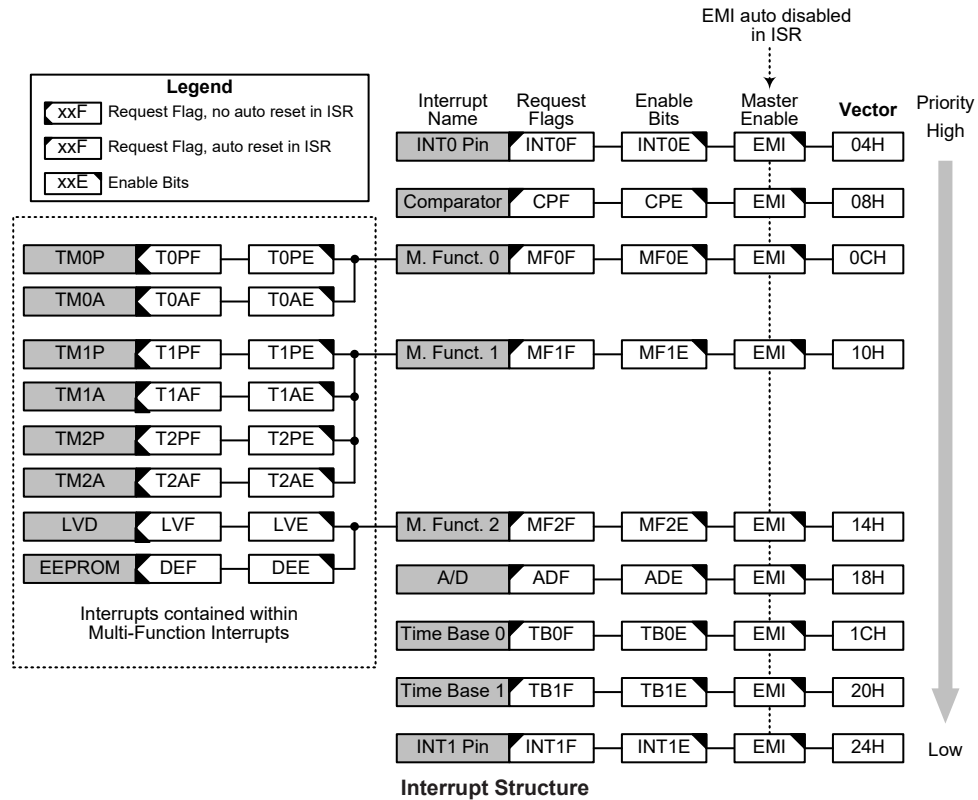 EMI auto disabled
in ISR
Legend
xxF Request Flag, no auto reset in ISR
xxF Request Flag, auto reset in ISR
xxE Enable Bits
Interrupt Name Request Flags Enable Bits Master Enable Vector Priority
High
INT0 Pin INT0F INT0E EMI 04H
Comparator CPF CPE EMI 08H
TM0P T0PF T0PE M. Funct. 0 MF0F MF0E EMI 0CH
TM0A T0AF T0AE
TM1P T1PF T1PE M. Funct. 1 MF1F MF1E EMI 10H
TM1A T1AF T1AE
TM2P T2PF T2PE
TM2A T2AF T2AE
LVD LVF LVE M. Funct. 2 MF2F MF2E EMI 14H
EEPROM DEF DEE A/D ADF ADE EMI 18H
Interrupts contained within
Multi-Function Interrupts
Time Base 0 TB0F TB0E EMI 1CH
Time Base 1 TB1F TB1E EMI 20H
INT1 Pin INT1F INT1E EMI 24H Low
Interrupt Structure